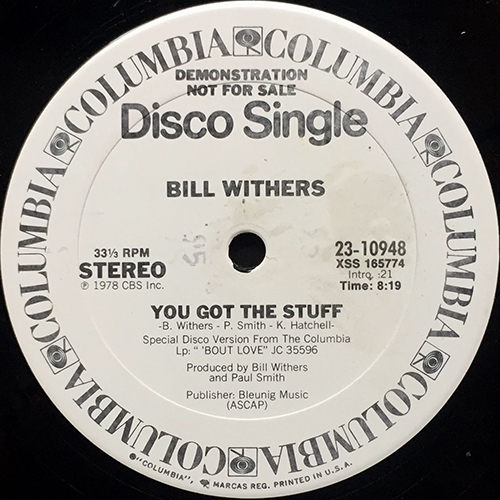 COLUMBIA COLUMBIA COLUMBIA COLUMBIA COLUMBIA COLUMBIA COLUMBIA COLUMBIA
DEMONSTRATION
NOT FOR SALE
Disco Single
BILL WITHERS
33⅓ RPM
STEREO
℗ 1978 CBS Inc.
23-10948
XSS 165774
Intro. :21
Time: 8:19
YOU GOT THE STUFF
-B. Withers - P. Smith - K. Hatchell-
Special Disco Version From The Columbia
Lp: " 'BOUT LOVE" JC 35596
Produced by Bill Withers
and Paul Smith
Publisher: Bleunig Music
(ASCAP)
®"COLUMBIA", MARCAS REG. PRINTED IN U.S.A.